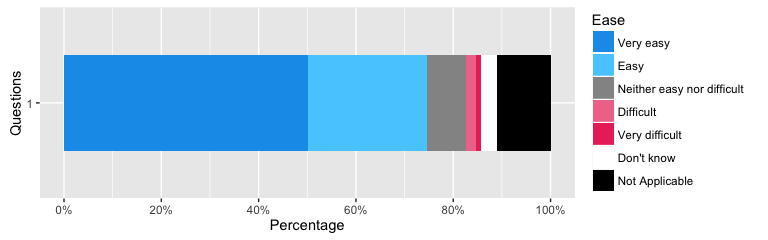 Questions
1
0%
20%
40%
60%
80%
100%
Percentage
Ease
Very easy
Easy
Neither easy nor difficult
Difficult
Very difficult
Don't know
Not Applicable